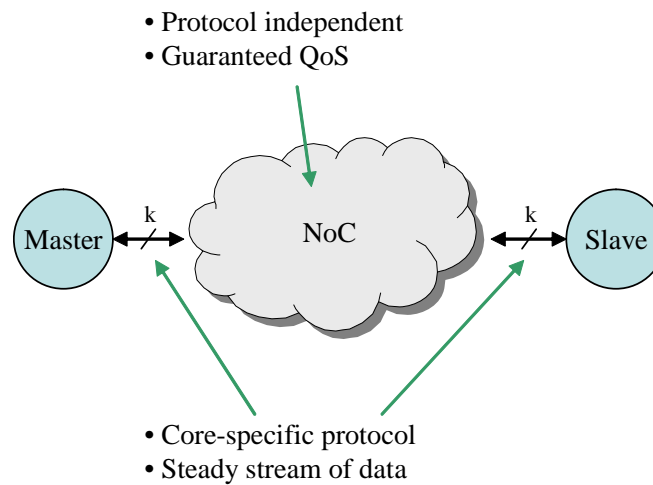 • Protocol independent
• Guaranteed QoS
k
k
Master
NoC
Slave
• Core-specific protocol
• Steady stream of data